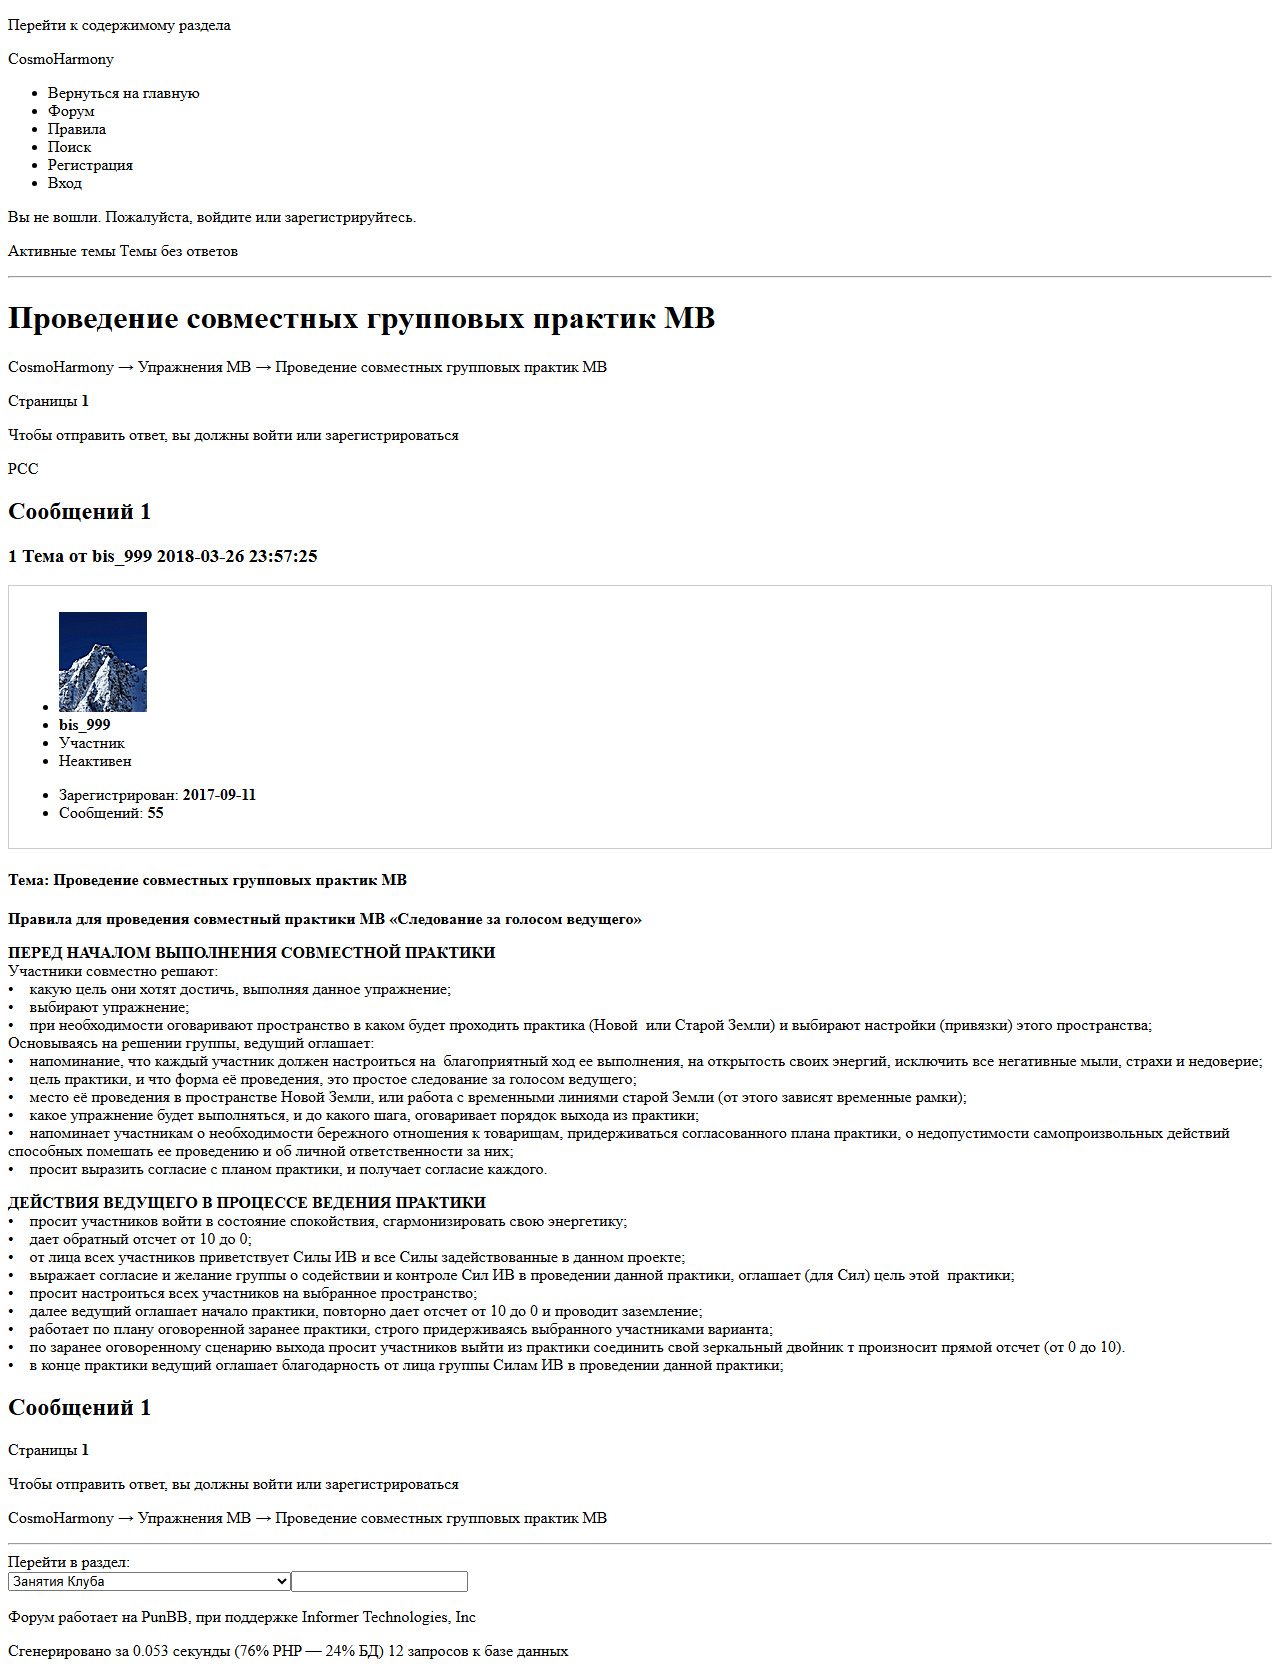 Перейти к содержимому раздела
CosmoHarmony
• Вернуться на главную
• Форум
• Правила
• Поиск
• Регистрация
• Вход
Вы не вошли. Пожалуйста, войдите или зарегистрируйтесь.
Активные темы Темы без ответов
Проведение совместных групповых практик МВ
CosmoHarmony → Упражнения МВ → Проведение совместных групповых практик МВ
Страницы 1
Чтобы отправить ответ, вы должны войти или зарегистрироваться
РСС
Сообщений 1
1 Тема от bis_999 2018-03-26 23:57:25
• bis_999
• Участник
• Неактивен
• Зарегистрирован: 2017-09-11
• Сообщений: 55
Тема: Проведение совместных групповых практик МВ
Правила для проведения совместный практики МВ «Следование за голосом ведущего»
ПЕРЕД НАЧАЛОМ ВЫПОЛНЕНИЯ СОВМЕСТНОЙ ПРАКТИКИ
Участники совместно решают:
• какую цель они хотят достичь, выполняя данное упражнение;
• выбирают упражнение;
• при необходимости оговаривают пространство в каком будет проходить практика (Новой или Старой Земли) и выбирают настройки (привязки) этого пространства;
Основываясь на решении группы, ведущий оглашает:
• напоминание, что каждый участник должен настроиться на благоприятный ход ее выполнения, на открытость своих энергий, исключить все негативные мыли, страхи и недоверие;
• цель практики, и что форма её проведения, это простое следование за голосом ведущего;
• место её проведения в пространстве Новой Земли, или работа с временными линиями старой Земли (от этого зависят временные рамки);
• какое упражнение будет выполняться, и до какого шага, оговаривает порядок выхода из практики;
• напоминает участникам о необходимости бережного отношения к товарищам, придерживаться согласованного плана практики, о недопустимости самопроизвольных действий
способных помешать ее проведению и об личной ответственности за них;
• просит выразить согласие с планом практики, и получает согласие каждого.
ДЕЙСТВИЯ ВЕДУЩЕГО В ПРОЦЕССЕ ВЕДЕНИЯ ПРАКТИКИ
• просит участников войти в состояние спокойствия, сгармонизировать свою энергетику;
• дает обратный отсчет от 10 до 0;
• от лица всех участников приветствует Силы ИВ и все Силы задействованные в данном проекте;
• выражает согласие и желание группы о содействии и контроле Сил ИВ в проведении данной практики, оглашает (для Сил) цель этой практики;
• просит настроиться всех участников на выбранное пространство;
• далее ведущий оглашает начало практики, повторно дает отсчет от 10 до 0 и проводит заземление;
• работает по плану оговоренной заранее практики, строго придерживаясь выбранного участниками варианта;
• по заранее оговоренному сценарию выхода просит участников выйти из практики соединить свой зеркальный двойник т произносит прямой отсчет (от 0 до 10).
• в конце практики ведущий оглашает благодарность от лица группы Силам ИВ в проведении данной практики;
Сообщений 1
Страницы 1
Чтобы отправить ответ, вы должны войти или зарегистрироваться
CosmoHarmony → Упражнения МВ → Проведение совместных групповых практик МВ
Перейти в раздел:
Занятия Клуба
Форум работает на PunBB, при поддержке Informer Technologies, Inc
Сгенерировано за 0.053 секунды (76% PHP — 24% БД) 12 запросов к базе данных